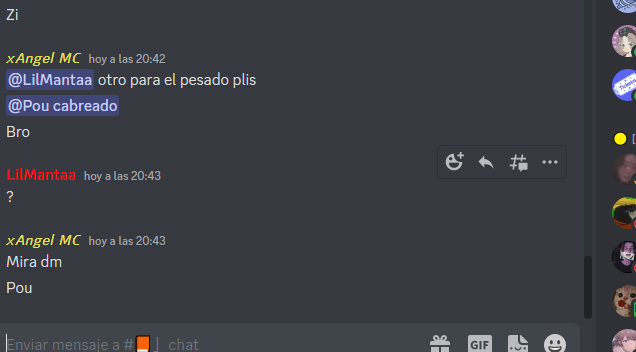 Zi
xAngel MC hoy a las 20:42
@LilMantaa otro para el pesado plis
@Pou cabreado
Bro
LilMantaa hoy a las 20:43
?
xAngel MC hoy a las 20:43
Mira dm
Pou
Enviar mensaje a #📙」 chat
GIF